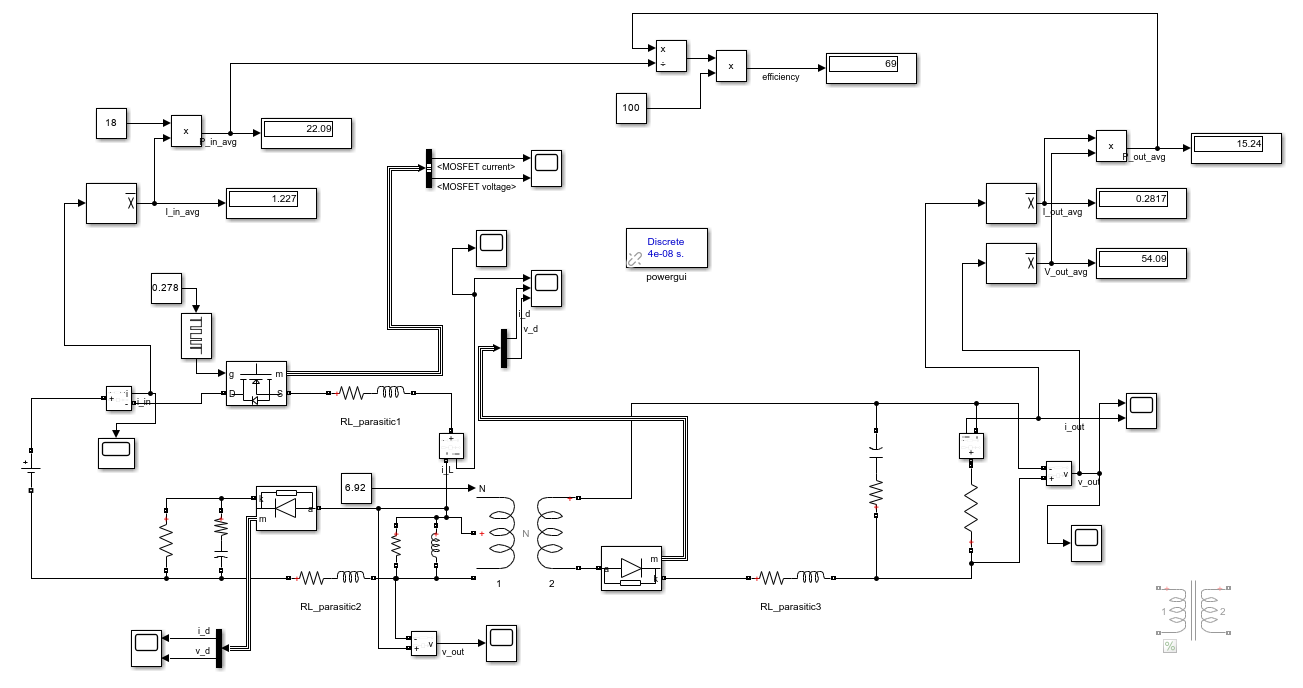 x
÷
x
efficiency
69
100
18
x
P_in_avg
22.09
x
P_out_avg
15.24
<MOSFET current>
<MOSFET voltage>
X
I_in_avg
1.227
X
I_out_avg
0.2817
Discrete
4e-08 s.
powergui
X
V_out_avg
54.09
0.278
i_d
v_d
g
m
D
S
i
+
-
i_in
RL_parasitic1
+
i_L
i_out
+
+
-
+
v
v_out
6.92
N
k
m
a
N
1
2
m
a
k
RL_parasitic2
RL_parasitic3
1
2
%
i_d
v_d
-
+
v
v_out